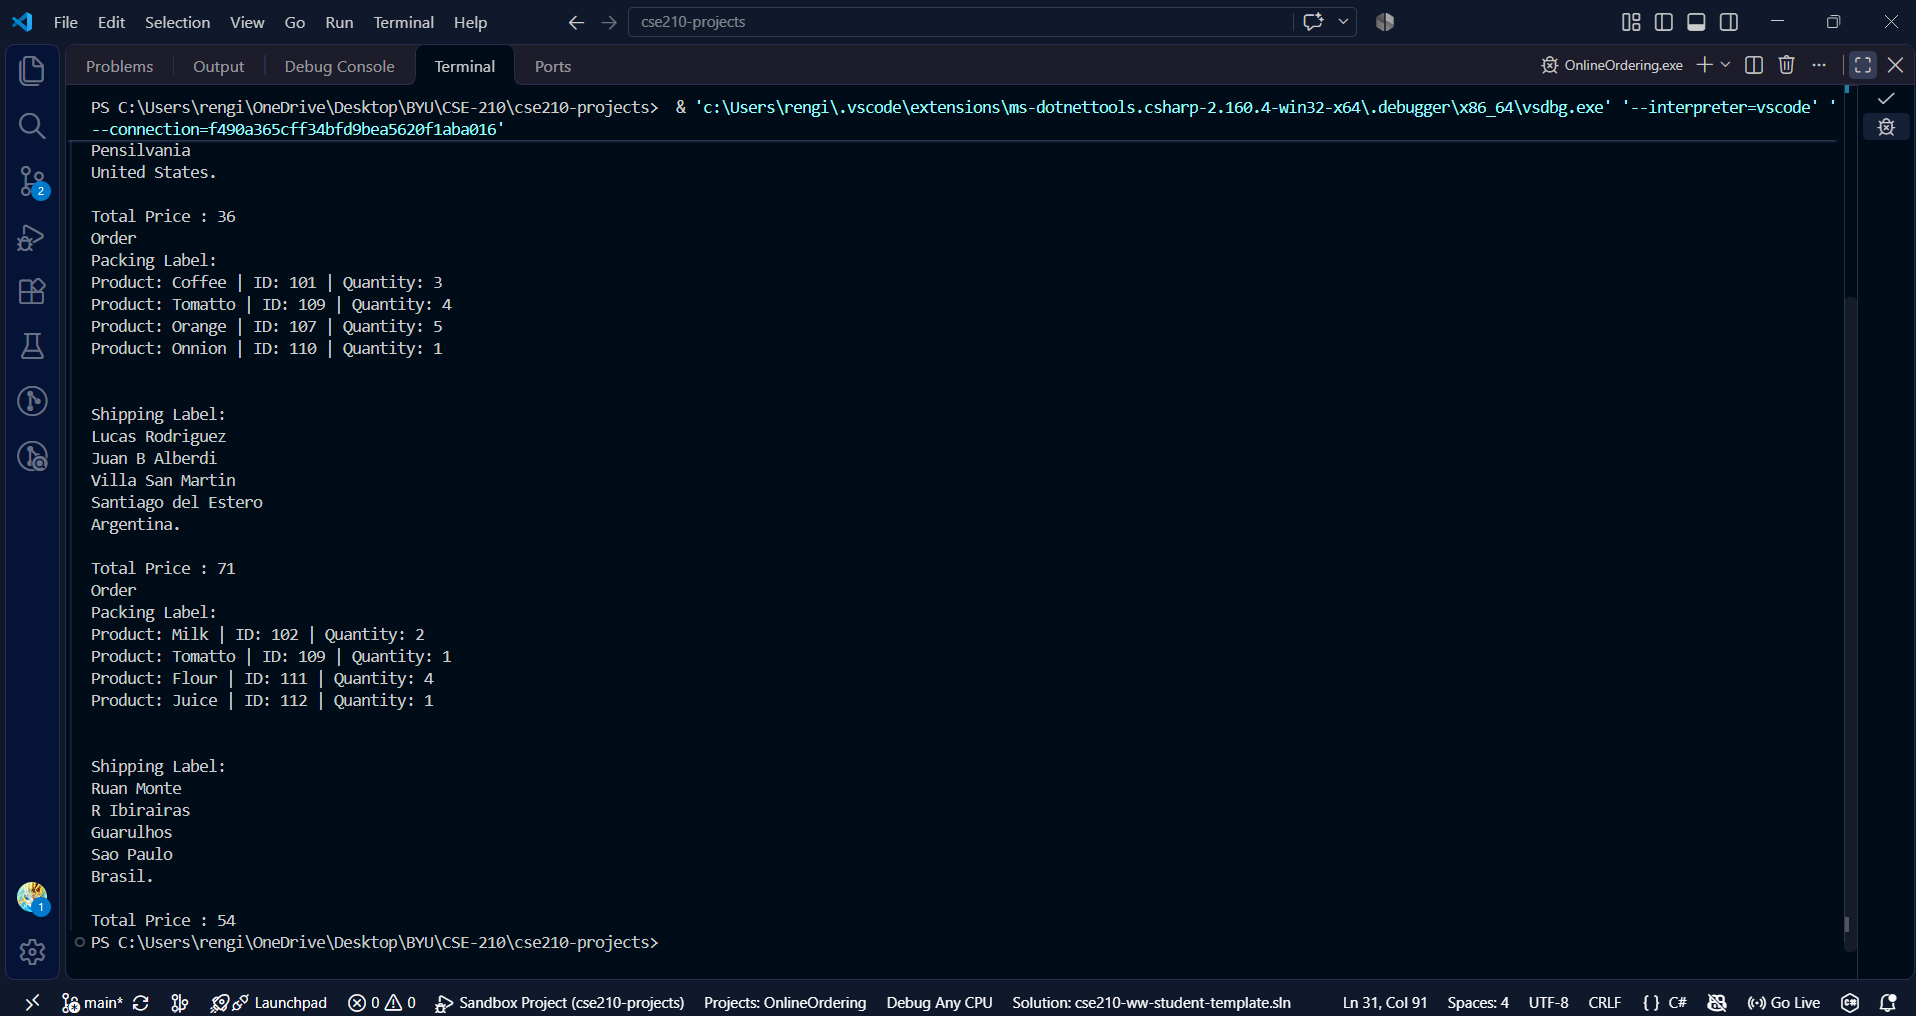 File Edit Selection View Go Run Terminal Help cse210-projects
Problems Output Debug Console Terminal Ports OnlineOrdering.exe
PS C:\Users\rengi\OneDrive\Desktop\BYU\CSE-210\cse210-projects> & 'c:\Users\rengi\.vscode\extensions\ms-dotnettools.csharp-2.160.4-win32-x64\.debugger\x86_64\vsdbg.exe' '--interpreter=vscode' '
--connection=f490a365cff34bfd9bea5620f1aba016'
Pensilvania
United States.
Total Price : 36
Order
Packing Label:
Product: Coffee | ID: 101 | Quantity: 3
Product: Tomatto | ID: 109 | Quantity: 4
Product: Orange | ID: 107 | Quantity: 5
Product: Onnion | ID: 110 | Quantity: 1
Shipping Label:
Lucas Rodriguez
Juan B Alberdi
Villa San Martin
Santiago del Estero
Argentina.
Total Price : 71
Order
Packing Label:
Product: Milk | ID: 102 | Quantity: 2
Product: Tomatto | ID: 109 | Quantity: 1
Product: Flour | ID: 111 | Quantity: 4
Product: Juice | ID: 112 | Quantity: 1
Shipping Label:
Ruan Monte
R Ibirairas
Guarulhos
Sao Paulo
Brasil.
Total Price : 54
PS C:\Users\rengi\OneDrive\Desktop\BYU\CSE-210\cse210-projects>
2
1
main* Launchpad 0 0 Sandbox Project (cse210-projects) Projects: OnlineOrdering Debug Any CPU Solution: cse210-ww-student-template.sln Ln 31, Col 91 Spaces: 4 UTF-8 CRLF { } C# Go Live